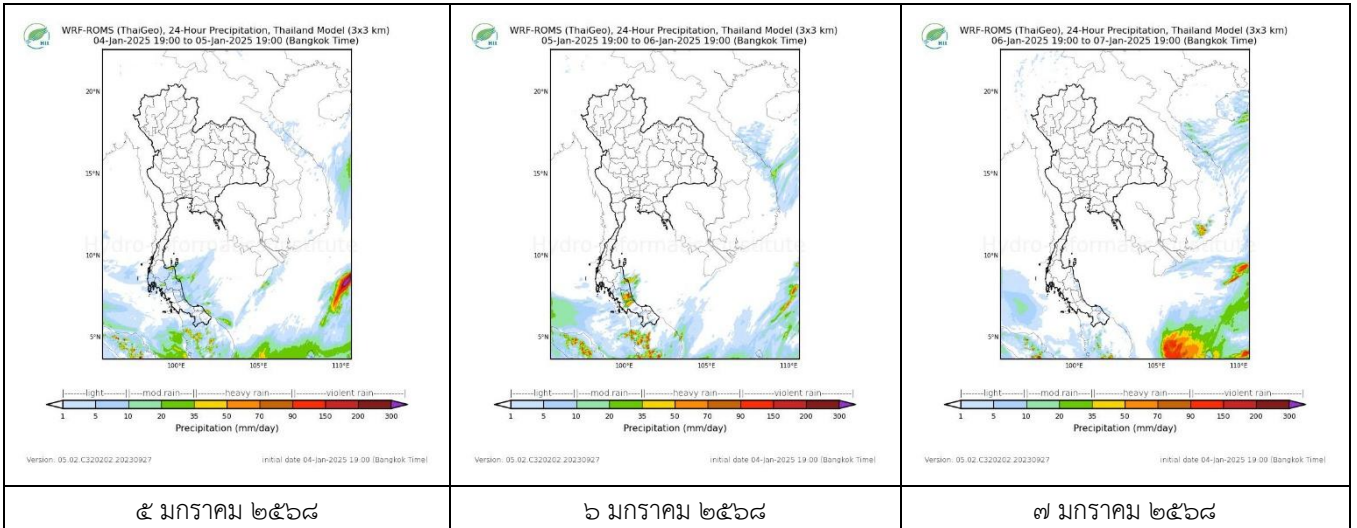 WRF-ROMS (ThaiGeo), 24-Hour Precipitation, Thailand Model (3x3 km)
04-Jan-2025 19:00 to 05-Jan-2025 19:00 (Bangkok Time)
HII
20°N
15°N
10°N
5°N
100°E 105°E 110°E
Hydro-Informatics Institute
light mod rain heavy rain violent rain
1 5 10 20 35 50 70 90 150 200 300
Precipitation (mm/day)
Version: 05.02.C320202.20230927 initial date 04-Jan-2025 19:00 (Bangkok Time)
๕ มกราคม ๒๕๖๘
WRF-ROMS (ThaiGeo), 24-Hour Precipitation, Thailand Model (3x3 km)
05-Jan-2025 19:00 to 06-Jan-2025 19:00 (Bangkok Time)
HII
20°N
15°N
10°N
5°N
100°E 105°E 110°E
Hydro-Informatics Institute
light mod rain heavy rain violent rain
1 5 10 20 35 50 70 90 150 200 300
Precipitation (mm/day)
Version: 05.02.C320202.20230927 initial date 04-Jan-2025 19:00 (Bangkok Time)
๖ มกราคม ๒๕๖๘
WRF-ROMS (ThaiGeo), 24-Hour Precipitation, Thailand Model (3x3 km)
06-Jan-2025 19:00 to 07-Jan-2025 19:00 (Bangkok Time)
HII
20°N
15°N
10°N
5°N
100°E 105°E 110°E
Hydro-Informatics Institute
light mod rain heavy rain violent rain
1 5 10 20 35 50 70 90 150 200 300
Precipitation (mm/day)
Version: 05.02.C320202.20230927 initial date 04-Jan-2025 19:00 (Bangkok Time)
๗ มกราคม ๒๕๖๘